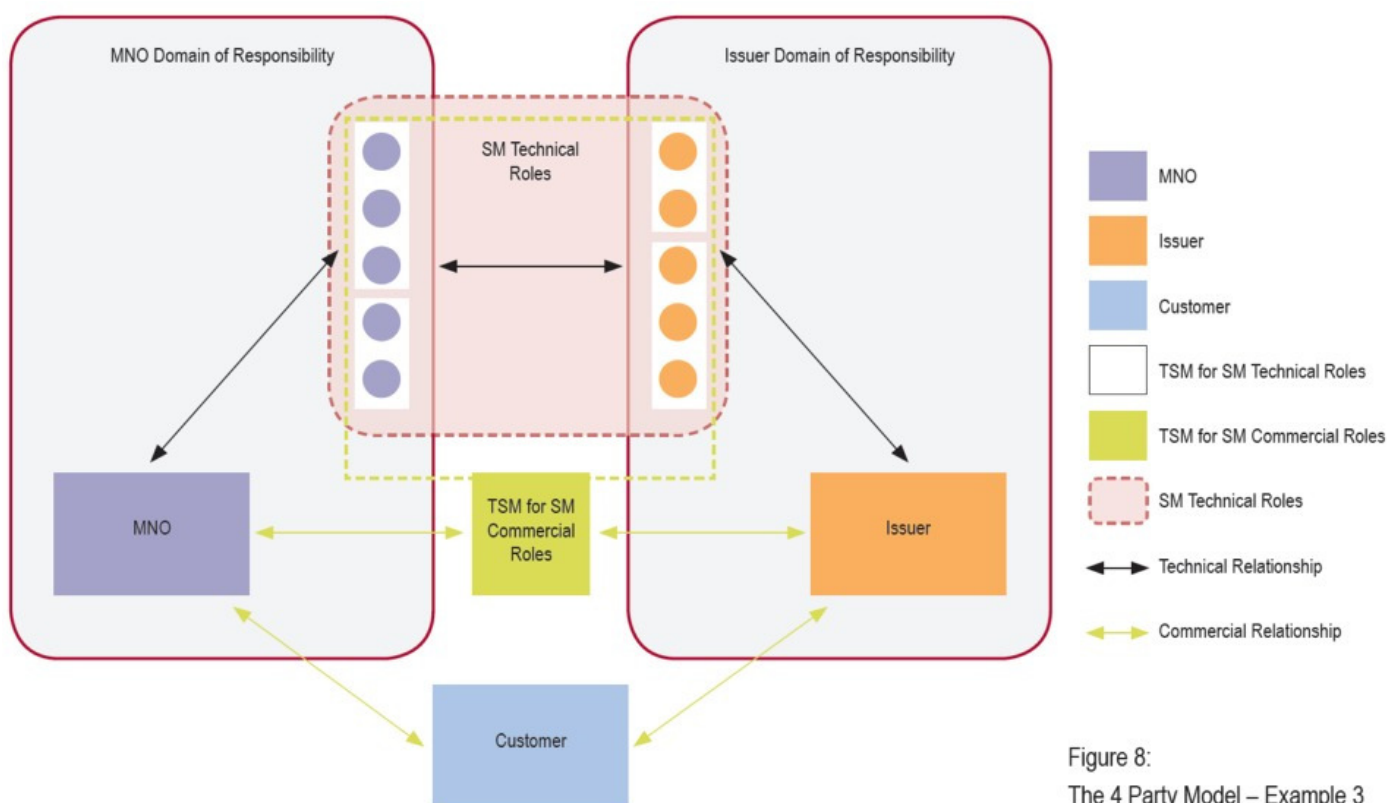 MNO Domain of Responsibility
Issuer Domain of Responsibility
SM Technical
Roles
MNO
TSM for SM
Commercial
Roles
Issuer
Customer
MNO
Issuer
Customer
TSM for SM Technical Roles
TSM for SM Commercial Roles
SM Technical Roles
Technical Relationship
Commercial Relationship
Figure 8:
The 4 Party Model – Example 3